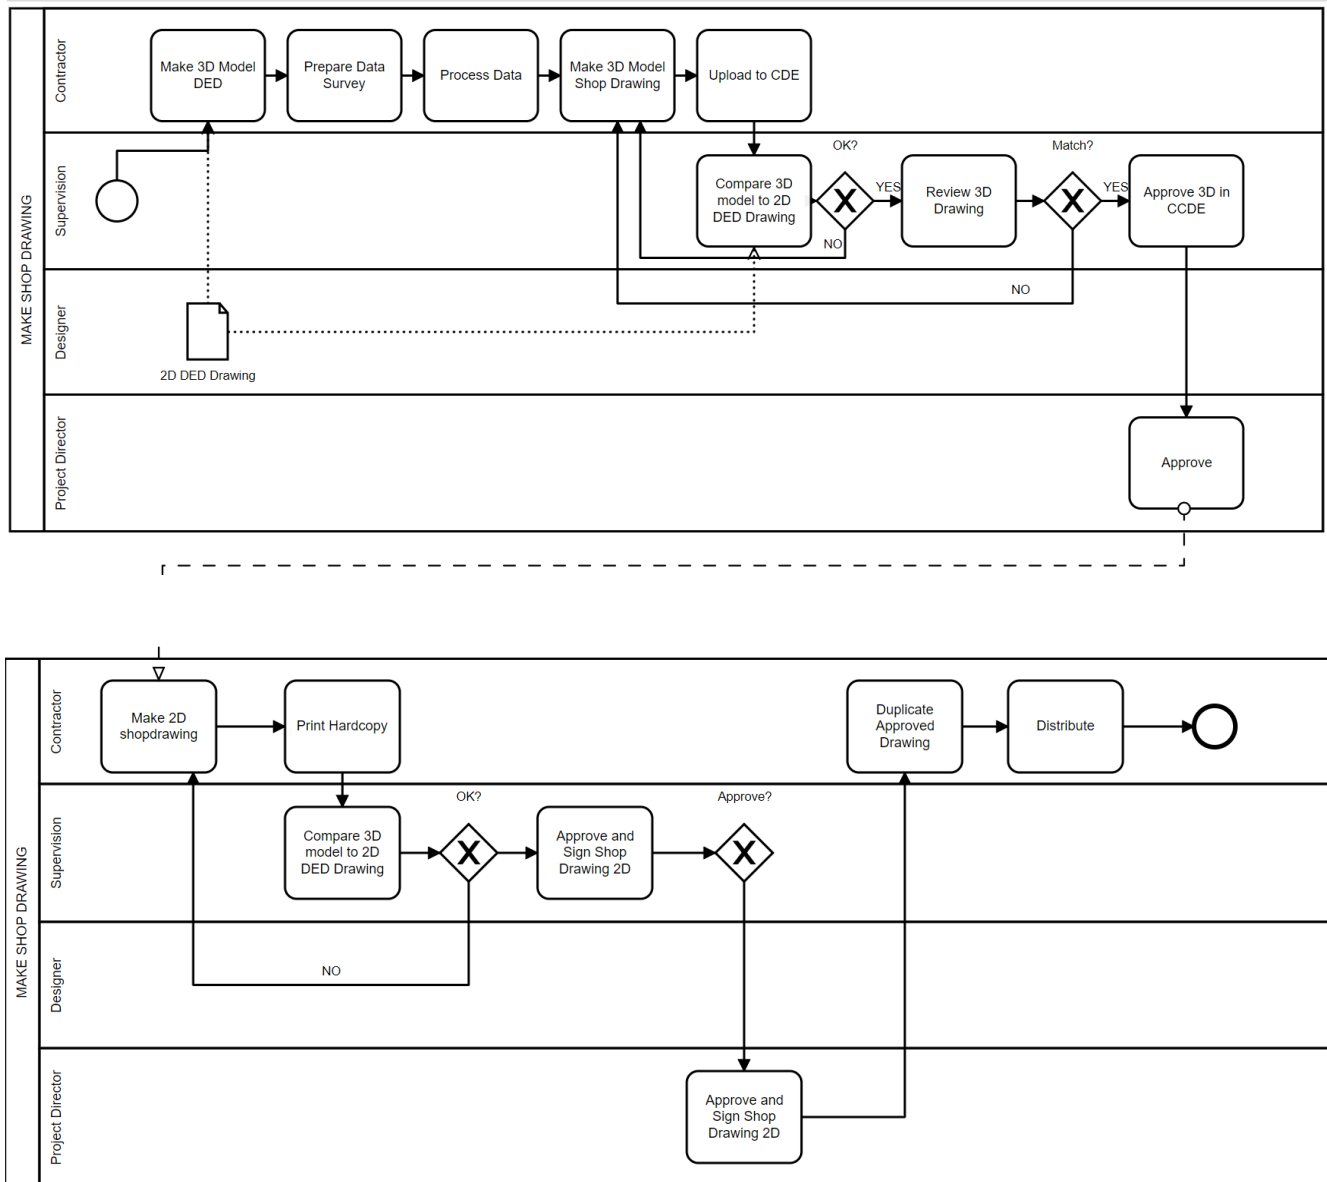 MAKE SHOP DRAWING
Contractor
Make 3D Model
DED
Prepare Data
Survey
Process Data
Make 3D Model
Shop Drawing
Upload to CDE
Supervision
Compare 3D
model to 2D
DED Drawing
OK?
YES
NO
Review 3D
Drawing
Match?
YES
Approve 3D in
CCDE
Designer
NO
2D DED Drawing
Project Director
Approve
MAKE SHOP DRAWING
Contractor
Make 2D
shopdrawing
Print Hardcopy
Duplicate
Approved
Drawing
Distribute
Supervision
Compare 3D
model to 2D
DED Drawing
OK?
Approve and
Sign Shop
Drawing 2D
Approve?
Designer
NO
Project Director
Approve and
Sign Shop
Drawing 2D